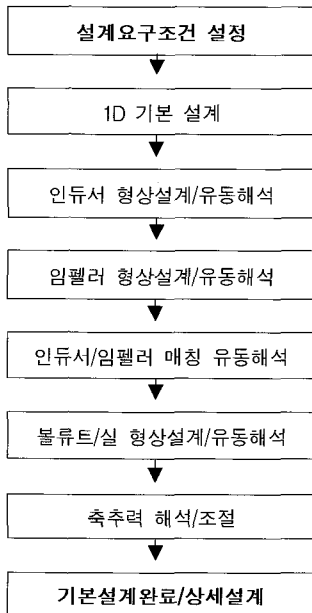 설계요구조건 설정
1D 기본 설계
인듀서 형상설계/유동해석
임펠러 형상설계/유동해석
인듀서/임펠러 매칭 유동해석
볼류트/실 형상설계/유동해석
축추력 해석/조절
기본설계완료/상세설계